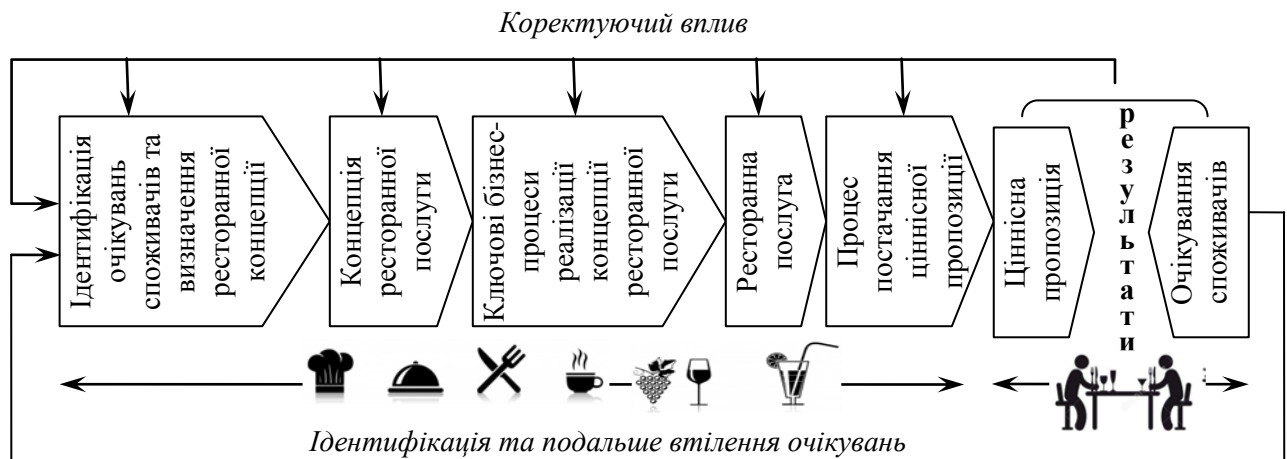 Коректуючий вплив
Ідентифікація
очікувань
споживачів та
визначення
ресторанної
концепції
Концепція
ресторанної
послуги
Ключові бізнес-
процеси
реалізації
концепції
ресторанної
послуги
Ресторанна
послуга
Процес
постачання
ціннісної
пропозиції
Ціннісна
пропозиція
результати
Очікування
споживачів
Ідентифікація та подальше втілення очікувань